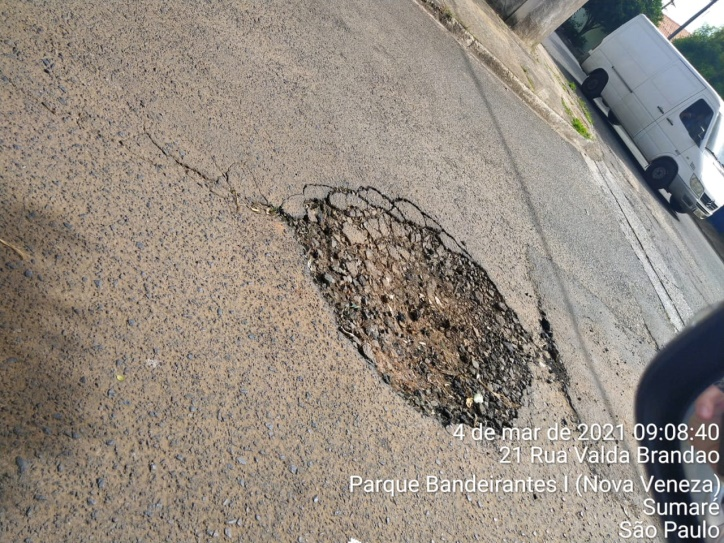 4 de mar de 2021 09:08:40
21 Rua Valda Brandao
Parque Bandeirantes I (Nova Veneza)
Sumaré
São Paulo